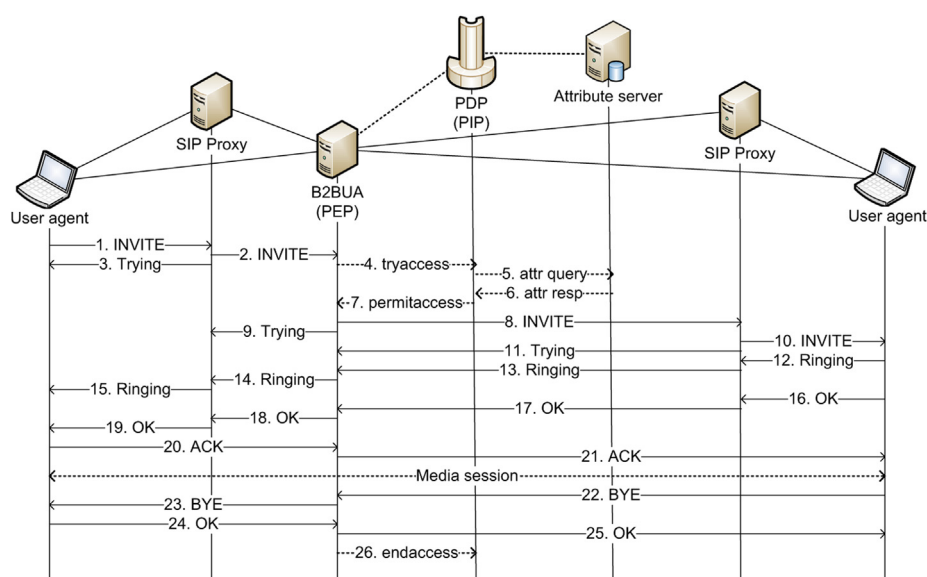 PDP
(PIP)
Attribute server
SIP Proxy
SIP Proxy
B2BUA
(PEP)
User agent
User agent
1. INVITE
2. INVITE
3. Trying
4. tryaccess
5. attr query
6. attr resp
7. permitaccess
8. INVITE
9. Trying
10. INVITE
11. Trying
12. Ringing
13. Ringing
14. Ringing
15. Ringing
16. OK
17. OK
18. OK
19. OK
20. ACK
21. ACK
Media session
22. BYE
23. BYE
24. OK
25. OK
26. endaccess